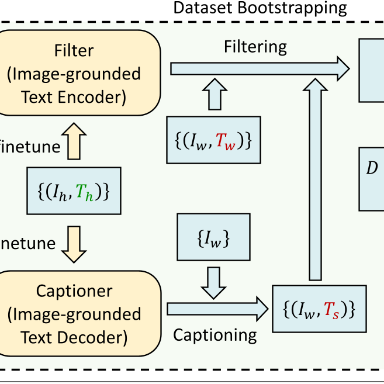 Dataset Bootstrapping
Filter
(Image-grounded
Text Encoder)
Filtering
{(I_w, T_w)}
finetune
{(I_h, T_h)}
D
{I_w}
netune
Captioner
(Image-grounded
Text Decoder)
{(I_w, T_s)}
Captioning